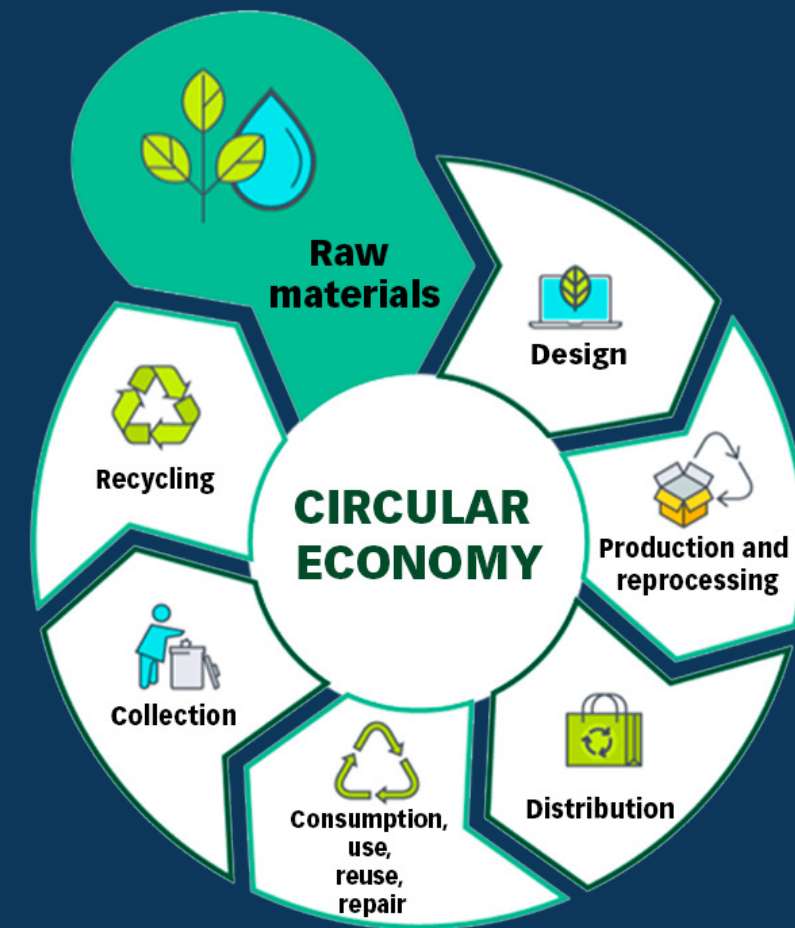 Raw
materials
Design
Production and
reprocessing
Distribution
Consumption,
use,
reuse,
repair
Collection
Recycling
CIRCULAR
ECONOMY